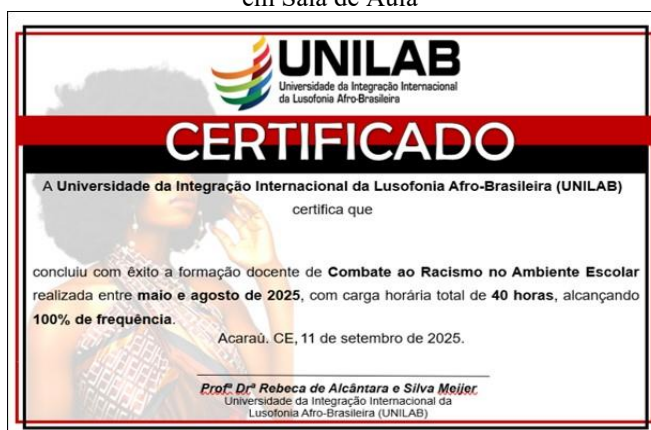 em Sala de Aula
UNILAB
Universidade da Integração Internacional
da Lusofonia Afro-Brasileira
CERTIFICADO
A Universidade da Integração Internacional da Lusofonia Afro-Brasileira (UNILAB)
certifica que
concluiu com êxito a formação docente de Combate ao Racismo no Ambiente Escolar
realizada entre maio e agosto de 2025, com carga horária total de 40 horas, alcançando
100% de frequência.
Acaraú. CE, 11 de setembro de 2025.
Profª Drª Rebeca de Alcântara e Silva Meijer
Universidade da Integração Internacional da
Lusofonia Afro-Brasileira (UNILAB)